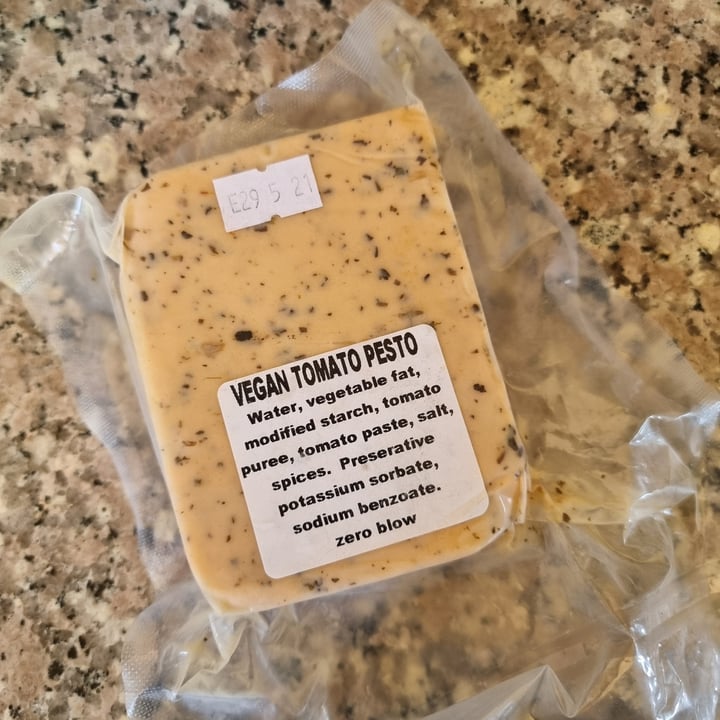 E29 5 21
VEGAN TOMATO PESTO
Water, vegetable fat,
modified starch, tomato
puree, tomato paste, salt,
spices. Preserative
potassium sorbate,
sodium benzoate.
zero blow